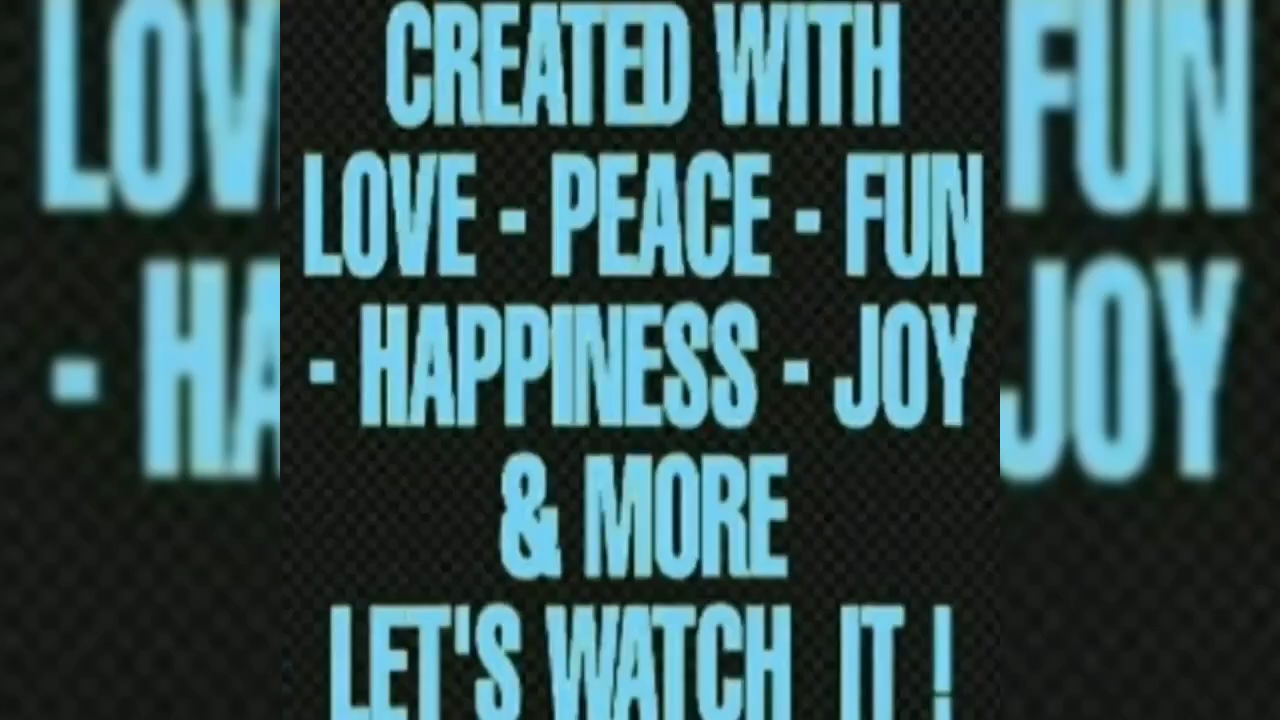 CREATED WITH
LOVE - PEACE - FUN
- HAPPINESS - JOY
& MORE
LET'S WATCH IT !